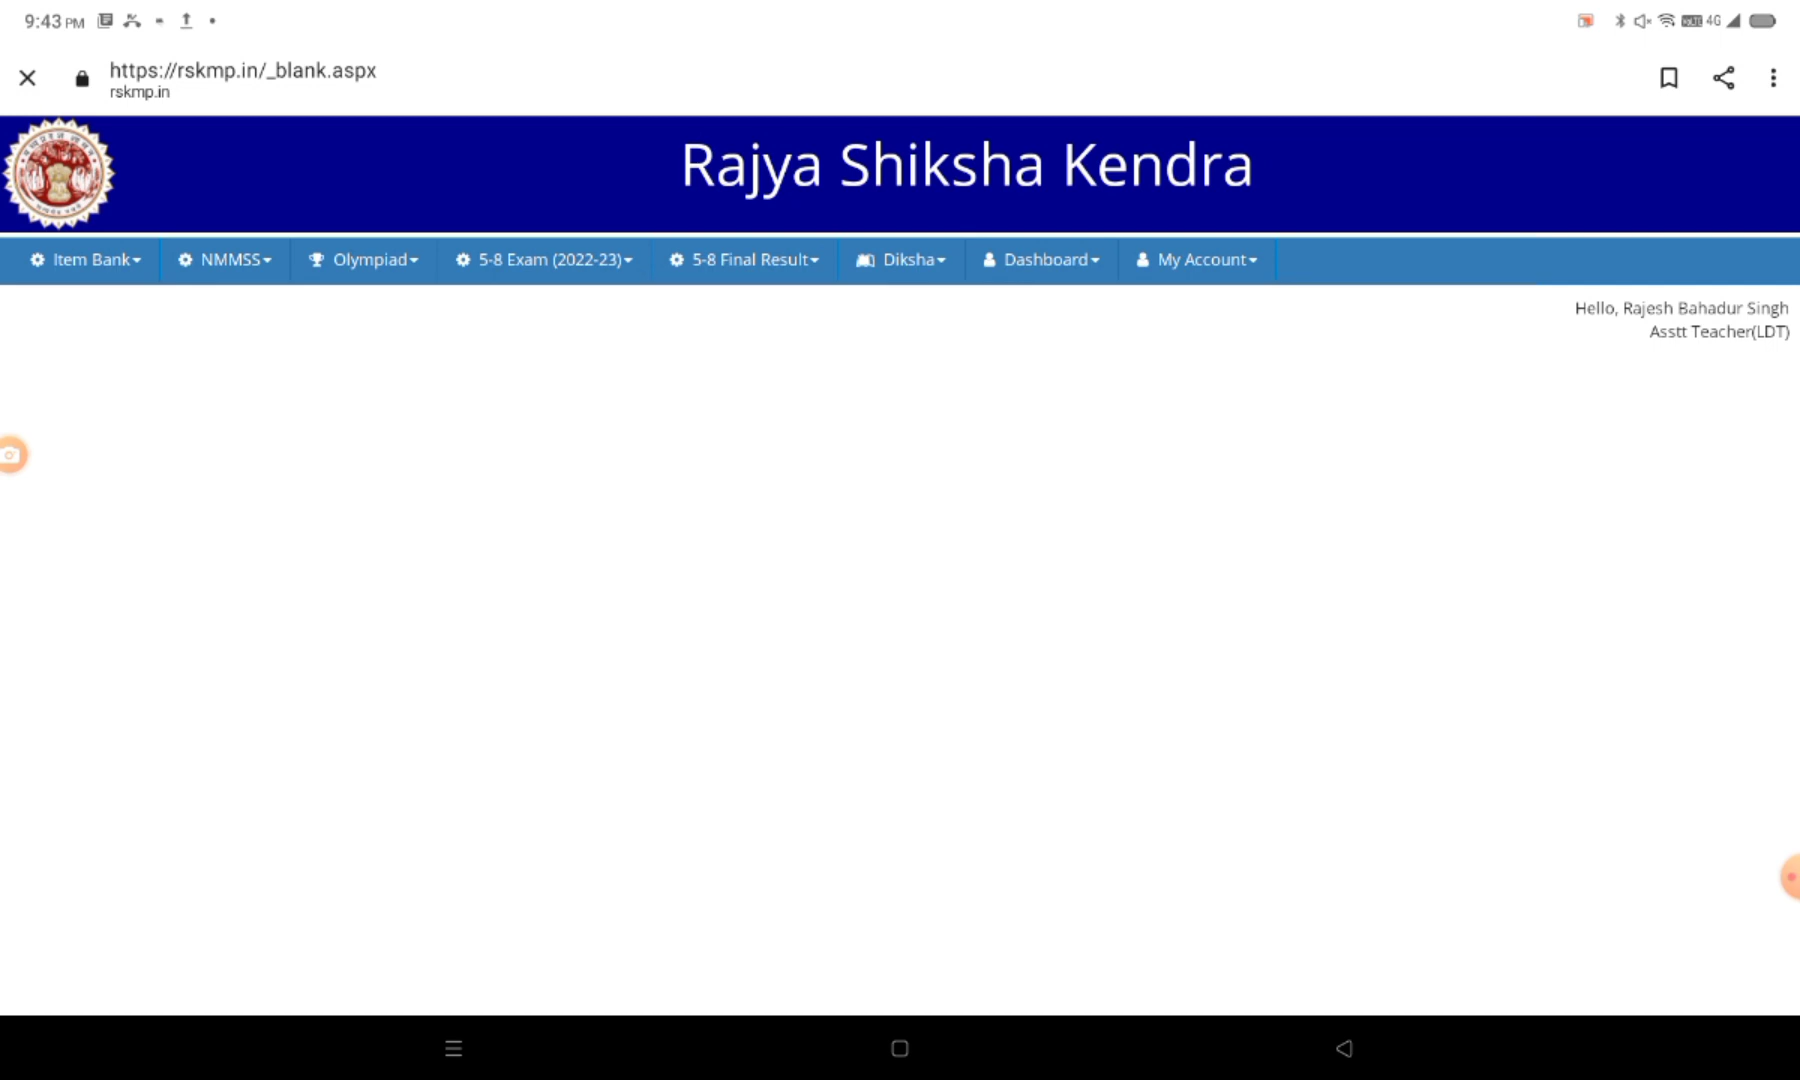 9:43 PM
4G
https://rskmp.in/_blank.aspx
rskmp.in
Rajya Shiksha Kendra
Item Bank
NMMSS
Olympiad
5-8 Exam (2022-23)
5-8 Final Result
Diksha
Dashboard
My Account
Hello, Rajesh Bahadur Singh
Asstt Teacher(LDT)